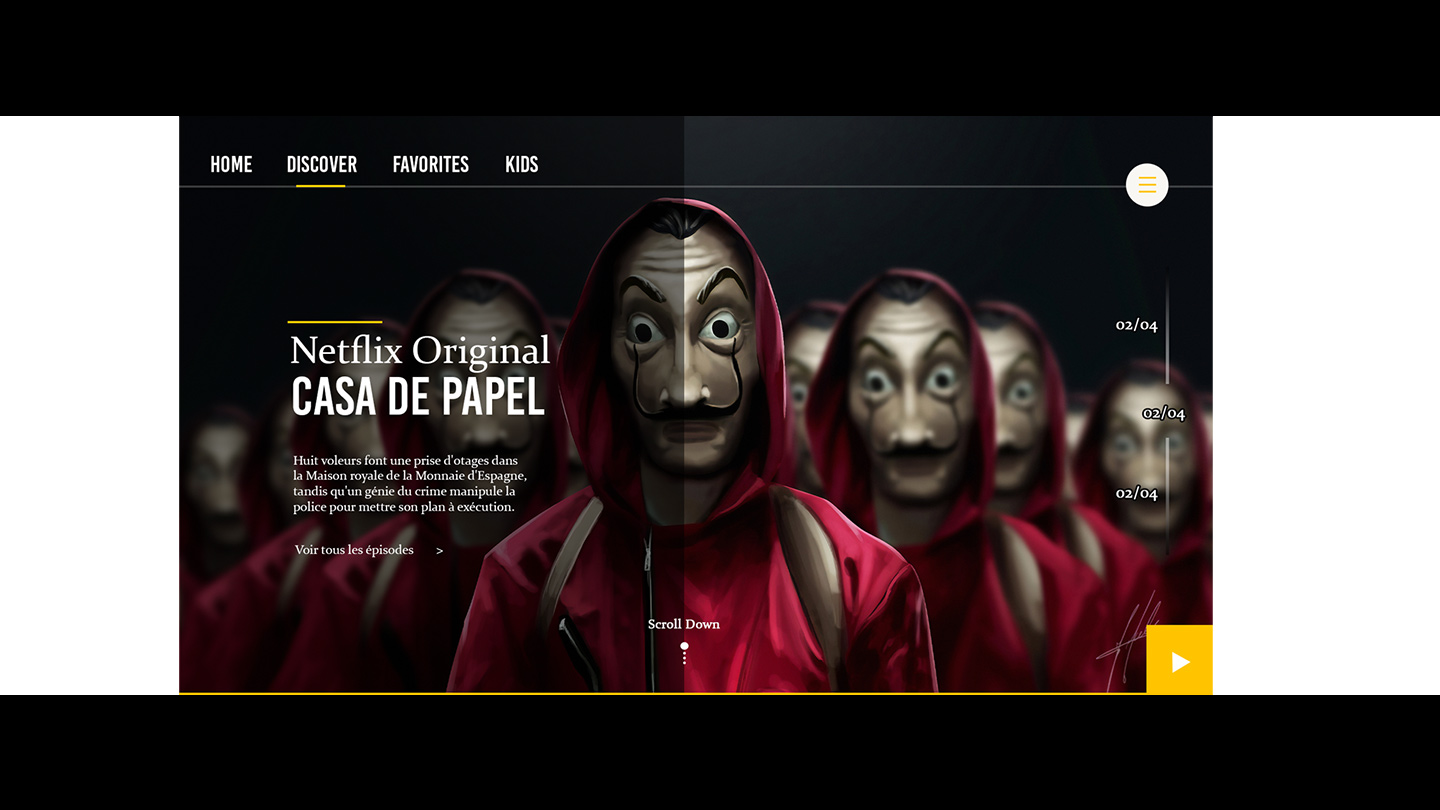 HOME DISCOVER FAVORITES KIDS
Netflix Original
CASA DE PAPEL
Huit voleurs font une prise d'otages dans
la Maison royale de la Monnaie d'Espagne,
tandis qu'un génie du crime manipule la
police pour mettre son plan à exécution.
Voir tous les épisodes >
02/04
02/04
02/04
Scroll Down